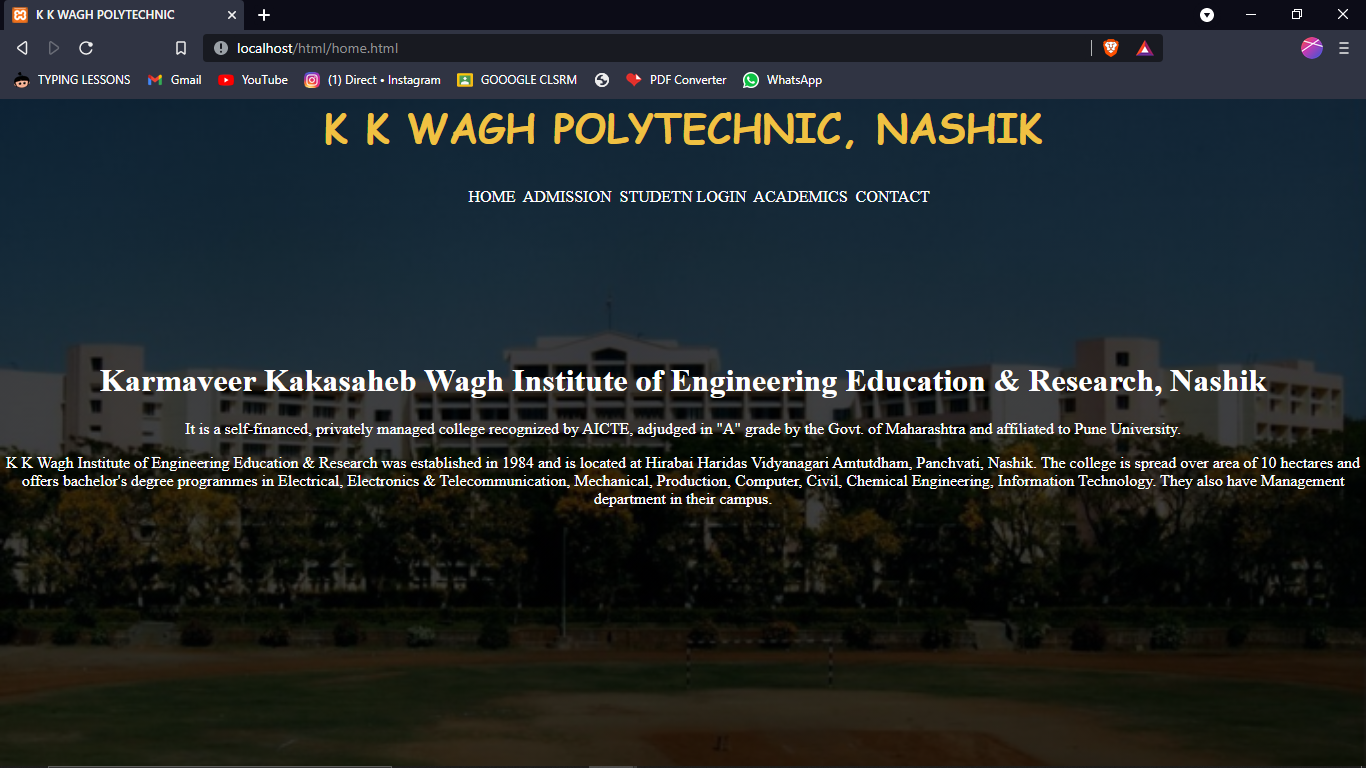 K K WAGH POLYTECHNIC
localhost/html/home.html
TYPING LESSONS Gmail YouTube (1) Direct • Instagram GOOOGLE CLSRM PDF Converter WhatsApp
K K WAGH POLYTECHNIC, NASHIK
HOME ADMISSION STUDETN LOGIN ACADEMICS CONTACT
Karmaveer Kakasaheb Wagh Institute of Engineering Education & Research, Nashik
It is a self-financed, privately managed college recognized by AICTE, adjudged in "A" grade by the Govt. of Maharashtra and affiliated to Pune University.
K K Wagh Institute of Engineering Education & Research was established in 1984 and is located at Hirabai Haridas Vidyanagari Amtutdham, Panchvati, Nashik. The college is spread over area of 10 hectares and
offers bachelor's degree programmes in Electrical, Electronics & Telecommunication, Mechanical, Production, Computer, Civil, Chemical Engineering, Information Technology. They also have Management
department in their campus.